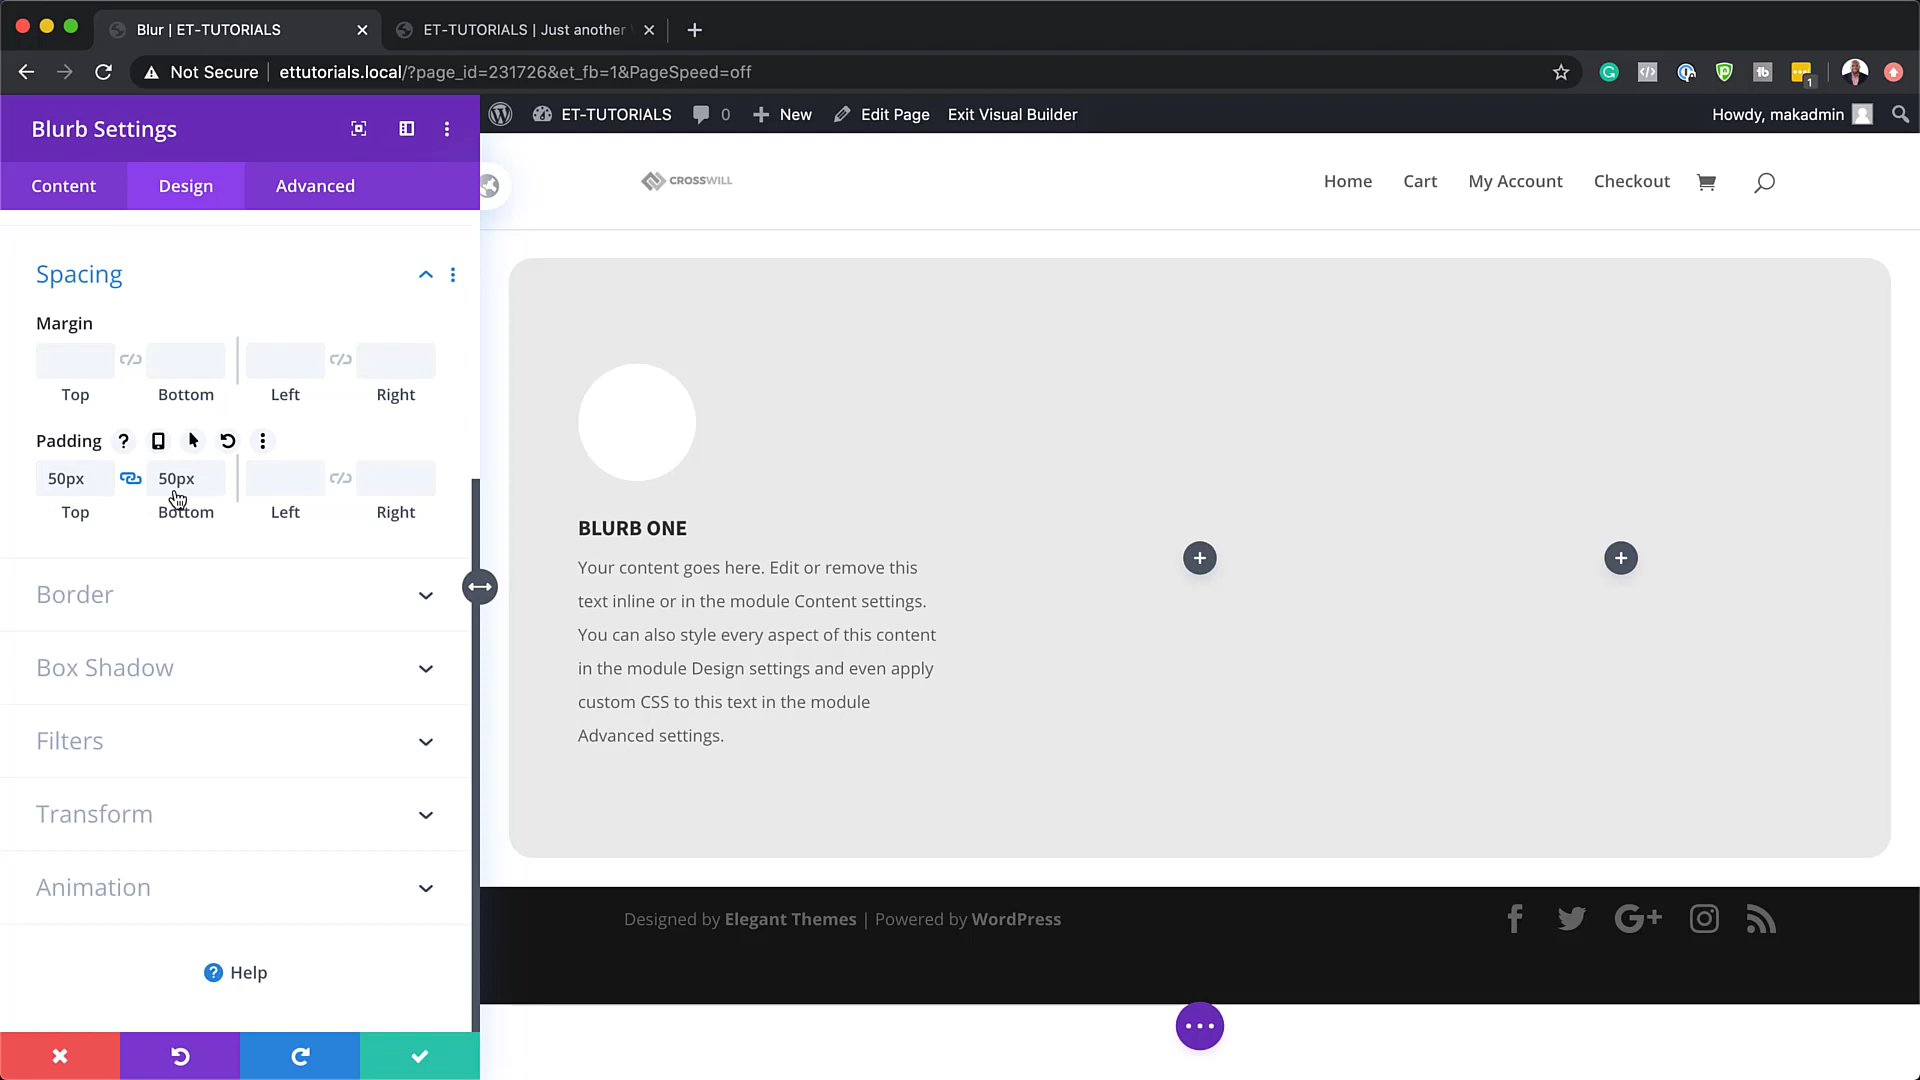 Blur | ET-TUTORIALS
ET-TUTORIALS | Just another
Not Secure
ettutorials.local/?page_id=231726&et_fb=1&PageSpeed=off
1
Blurb Settings
Content
Design
Advanced
ET-TUTORIALS
0
New
Edit Page
Exit Visual Builder
Howdy, makadmin
CROSSWILL
Home
Cart
My Account
Checkout
Spacing
Margin
Top
Bottom
Left
Right
Padding
50px
50px
Top
Bottom
Left
Right
Border
Box Shadow
Filters
Transform
Animation
Help
BLURB ONE
Your content goes here. Edit or remove this
text inline or in the module Content settings.
You can also style every aspect of this content
in the module Design settings and even apply
custom CSS to this text in the module
Advanced settings.
Designed by Elegant Themes | Powered by WordPress